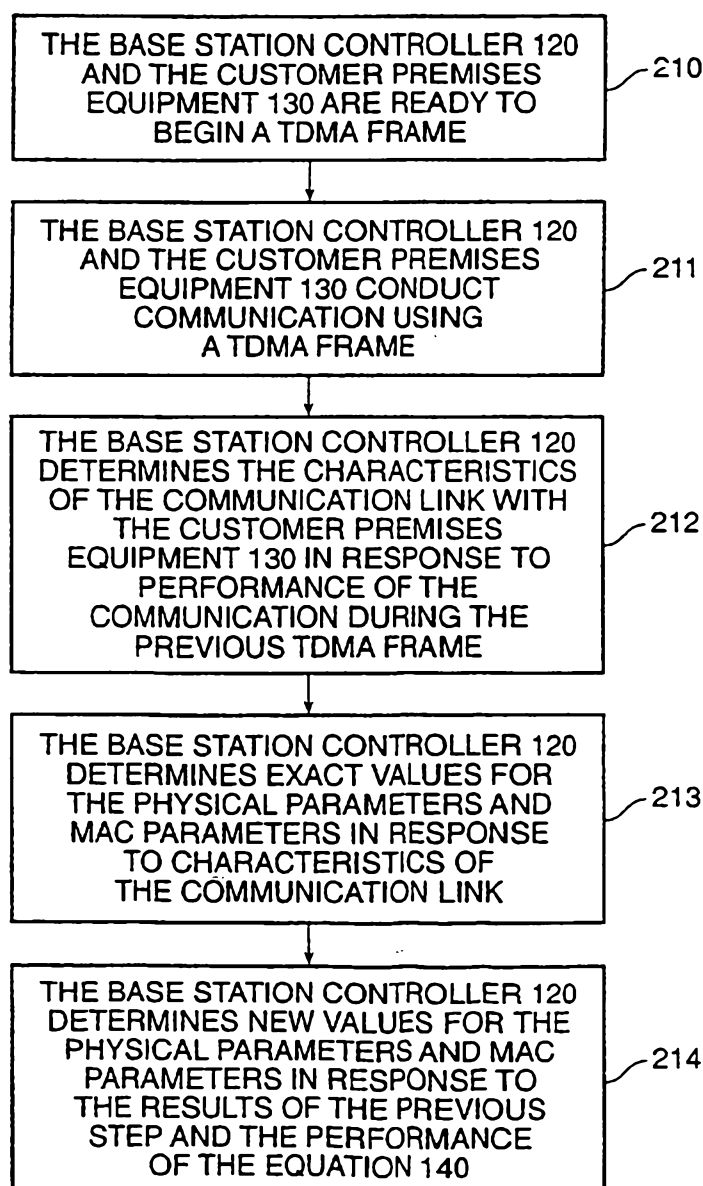 THE BASE STATION CONTROLLER 120
AND THE CUSTOMER PREMISES
EQUIPMENT 130 ARE READY TO
BEGIN A TDMA FRAME
210
THE BASE STATION CONTROLLER 120
AND THE CUSTOMER PREMISES
EQUIPMENT 130 CONDUCT
COMMUNICATION USING
A TDMA FRAME
211
THE BASE STATION CONTROLLER 120
DETERMINES THE CHARACTERISTICS
OF THE COMMUNICATION LINK WITH
THE CUSTOMER PREMISES
EQUIPMENT 130 IN RESPONSE TO
PERFORMANCE OF THE
COMMUNICATION DURING THE
PREVIOUS TDMA FRAME
212
THE BASE STATION CONTROLLER 120
DETERMINES EXACT VALUES FOR
THE PHYSICAL PARAMETERS AND
MAC PARAMETERS IN RESPONSE
TO CHARACTERISTICS OF
THE COMMUNICATION LINK
213
THE BASE STATION CONTROLLER 120
DETERMINES NEW VALUES FOR THE
PHYSICAL PARAMETERS AND MAC
PARAMETERS IN RESPONSE TO
THE RESULTS OF THE PREVIOUS
STEP AND THE PERFORMANCE
OF THE EQUATION 140
214